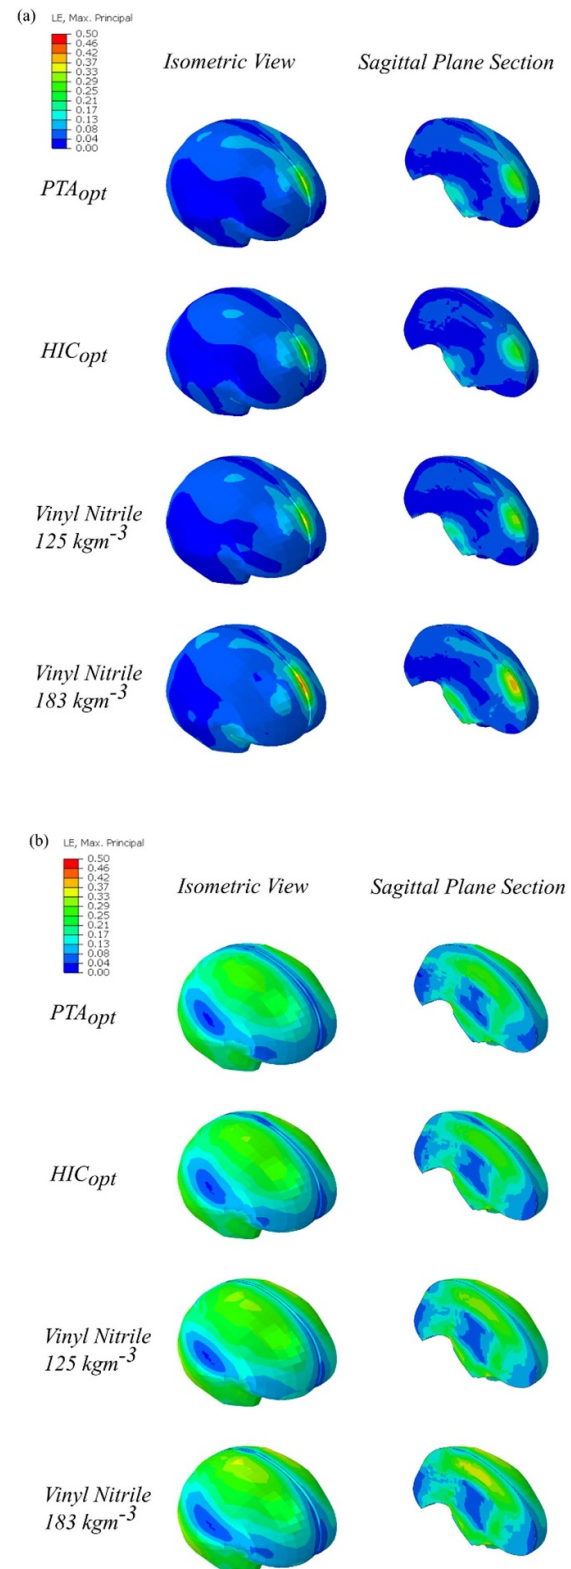 (a)
LE, Max. Principal
0.50
0.46
0.42
0.37
0.33
0.29
0.25
0.21
0.17
0.13
0.08
0.04
0.00
Isometric View
Sagittal Plane Section
PTAopt
HICopt
Vinyl Nitrile
125 kgm-3
Vinyl Nitrile
183 kgm-3
(b)
LE, Max. Principal
0.50
0.46
0.42
0.37
0.33
0.29
0.25
0.21
0.17
0.13
0.08
0.04
0.00
Isometric View
Sagittal Plane Section
PTAopt
HICopt
Vinyl Nitrile
125 kgm-3
Vinyl Nitrile
183 kgm-3